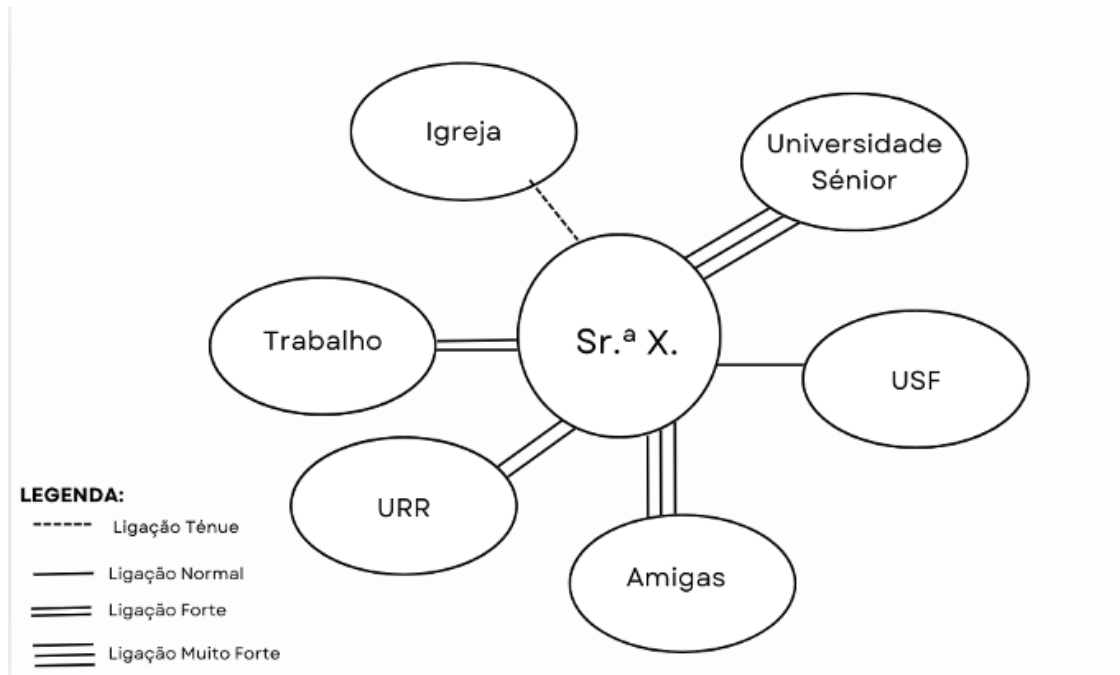 Igreja
Universidade
Sénior
Trabalho
Sr.ª X.
USF
URR
Amigas
LEGENDA:
Ligação Ténue
Ligação Normal
Ligação Forte
Ligação Muito Forte